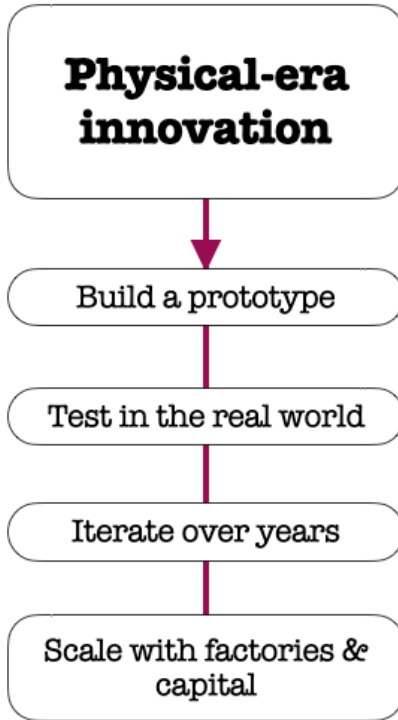 Physical-era
innovation
Build a prototype
Test in the real world
Iterate over years
Scale with factories &
capital